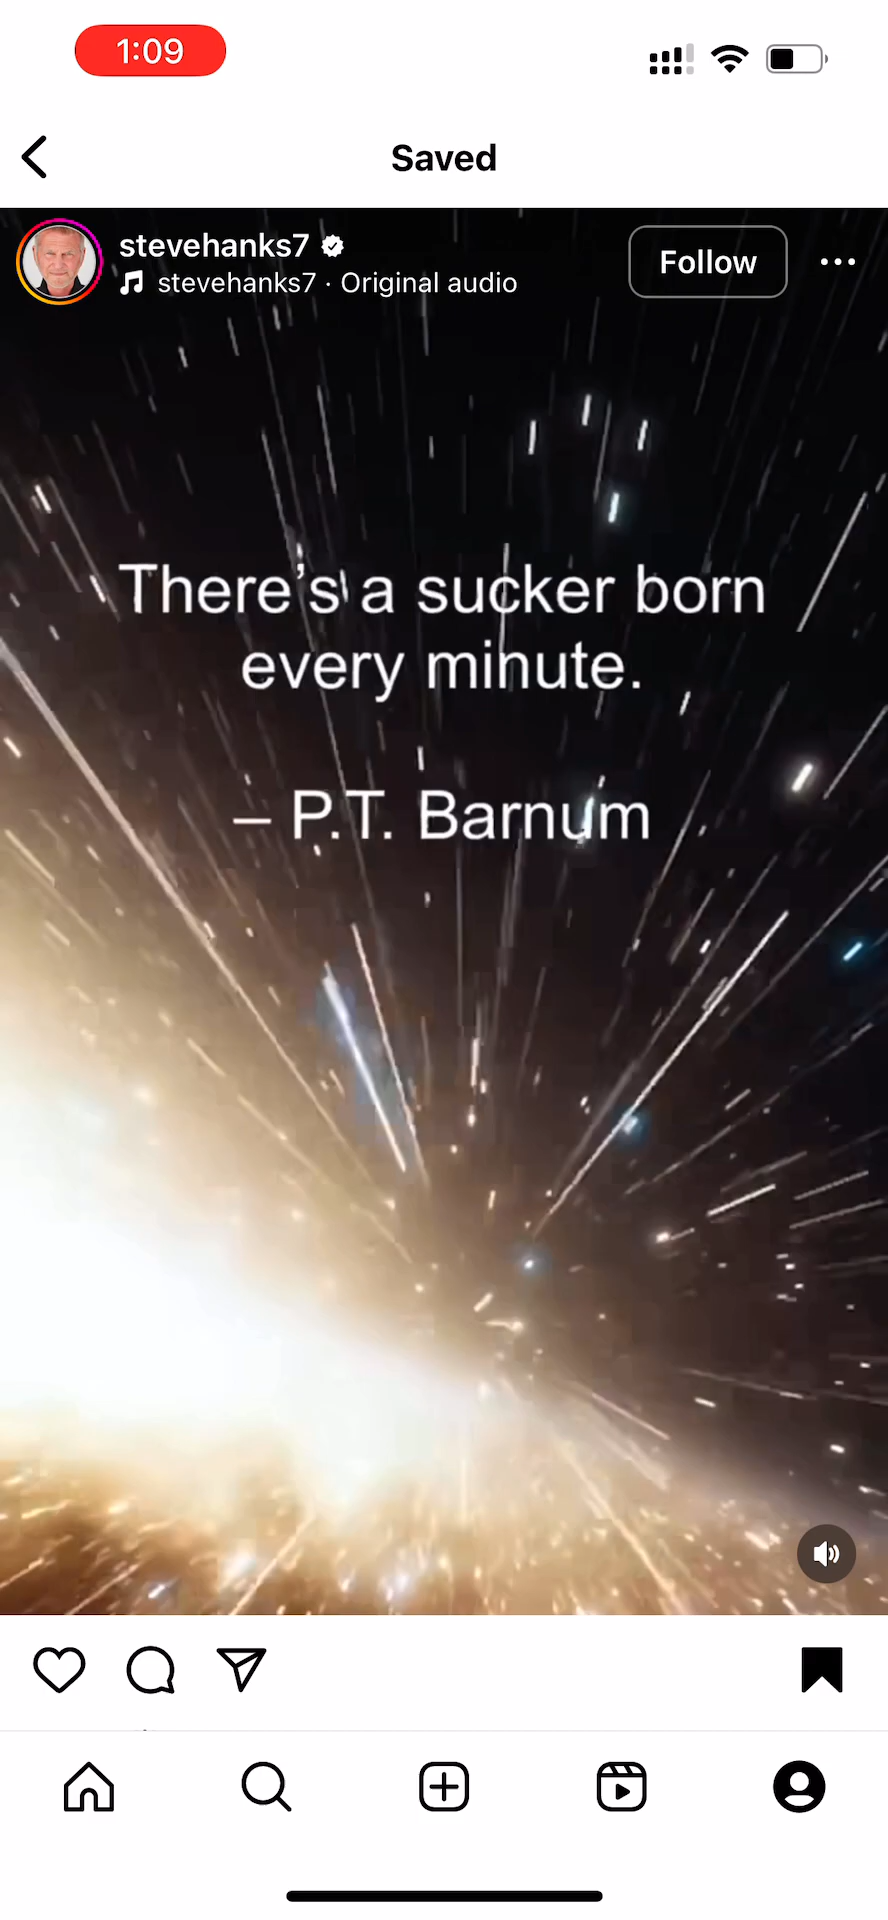 1:09
Saved
stevehanks7
stevehanks7 · Original audio
Follow
There's a sucker born
every minute.
– P.T. Barnum